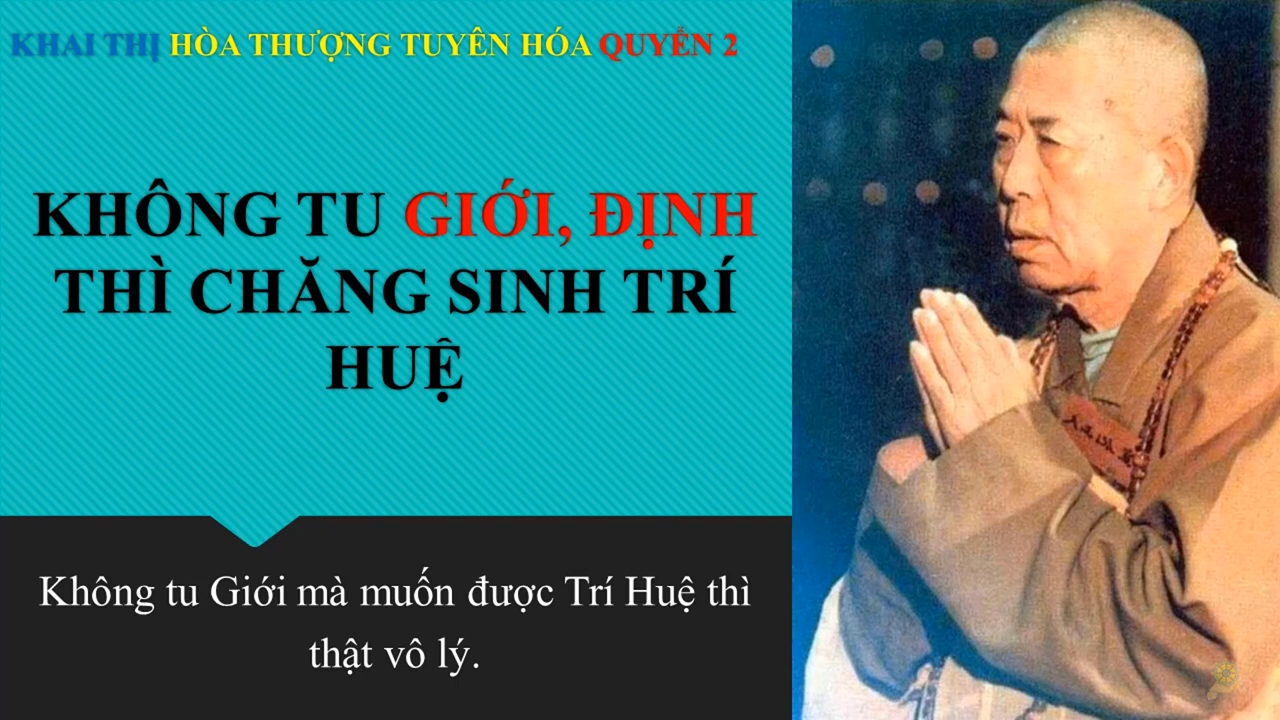 KHAI THỊ HÒA THƯỢNG TUYÊN HÓA QUYỂN 2
KHÔNG TU GIỚI, ĐỊNH
THÌ CHĂNG SINH TRÍ
HUỆ
Không tu Giới mà muốn được Trí Huệ thì
thật vô lý.